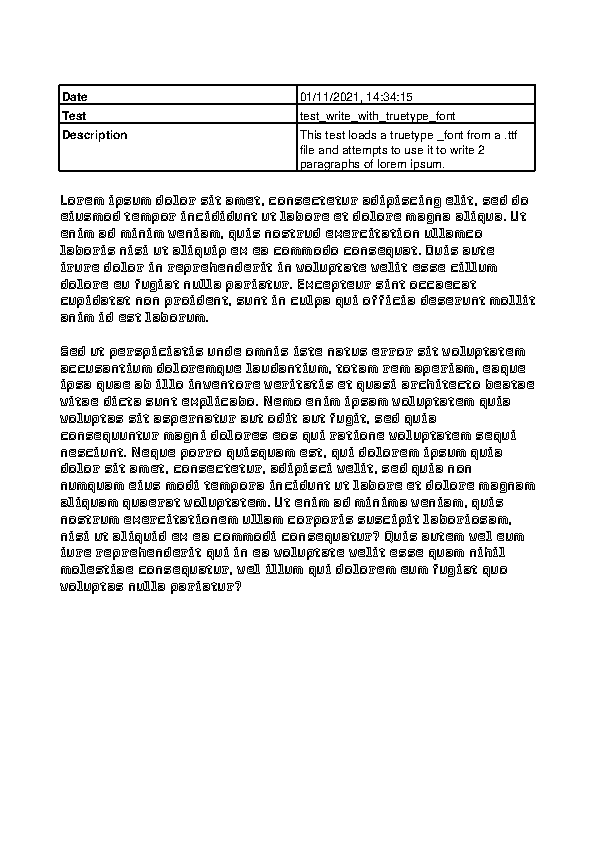 Date 01/11/2021, 14:34:15
Test test_write_with_truetype_font
Description This test loads a truetype _font from a .ttf
file and attempts to use it to write 2
paragraphs of lorem ipsum.
Lorem ipsum dolor sit amet, consectetur adipiscing elit, sed do
eiusmod tempor incididunt ut labore et dolore magna aliqua. Ut
enim ad minim veniam, quis nostrud exercitation ullamco
laboris nisi ut aliquip ex ea commodo consequat. Duis aute
irure dolor in reprehenderit in voluptate velit esse cillum
dolore eu fugiat nulla pariatur. Excepteur sint occaecat
cupidatat non proident, sunt in culpa qui officia deserunt mollit
anim id est laborum.
Sed ut perspiciatis unde omnis iste natus error sit voluptatem
accusantium doloremque laudantium, totam rem aperiam, eaque
ipsa quae ab illo inventore veritatis et quasi architecto beatae
vitae dicta sunt explicabo. Nemo enim ipsam voluptatem quia
voluptas sit aspernatur aut odit aut fugit, sed quia
consequuntur magni dolores eos qui ratione voluptatem sequi
nesciunt. Neque porro quisquam est, qui dolorem ipsum quia
dolor sit amet, consectetur, adipisci velit, sed quia non
numquam eius modi tempora incidunt ut labore et dolore magnam
aliquam quaerat voluptatem. Ut enim ad minima veniam, quis
nostrum exercitationem ullam corporis suscipit laboriosam,
nisi ut aliquid ex ea commodi consequatur? Quis autem vel eum
iure reprehenderit qui in ea voluptate velit esse quam nihil
molestiae consequatur, vel illum qui dolorem eum fugiat quo
voluptas nulla pariatur?